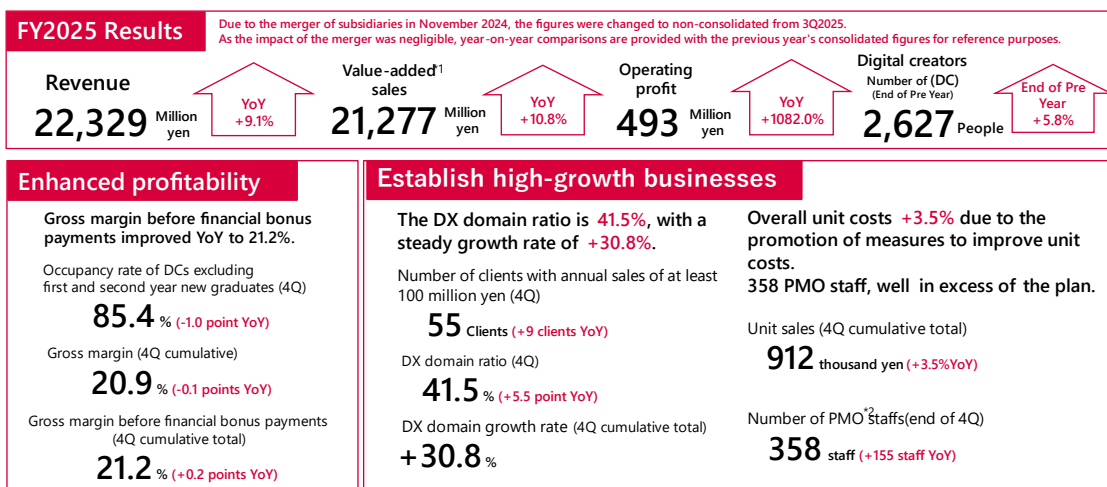 FY2025 Results
Due to the merger of subsidiaries in November 2024, the figures were changed to non-consolidated from 3Q2025.
As the impact of the merger was negligible, year-on-year comparisons are provided with the previous year's consolidated figures for reference purposes.
Revenue
22,329 Million yen
YoY
+9.1%
Value-added*1
sales
21,277 Million yen
YoY
+10.8%
Operating
profit
493 Million yen
YoY
+1082.0%
Digital creators
Number of (DC)
(End of Pre Year)
2,627 People
End of Pre
Year
+5.8%
Enhanced profitability
Gross margin before financial bonus
payments improved YoY to 21.2%.
Occupancy rate of DCs excluding
first and second year new graduates (4Q)
85.4 % (-1.0 point YoY)
Gross margin (4Q cumulative)
20.9 % (-0.1 points YoY)
Gross margin before financial bonus payments
(4Q cumulative total)
21.2 % (+0.2 points YoY)
Establish high-growth businesses
The DX domain ratio is 41.5%, with a
steady growth rate of +30.8%.
Number of clients with annual sales of at least
100 million yen (4Q)
55 Clients (+9 clients YoY)
DX domain ratio (4Q)
41.5 % (+5.5 point YoY)
DX domain growth rate (4Q cumulative total)
+30.8 %
Overall unit costs +3.5% due to the
promotion of measures to improve unit
costs.
358 PMO staff, well in excess of the plan.
Unit sales (4Q cumulative total)
912 thousand yen (+3.5%YoY)
Number of PMO*2 staffs(end of 4Q)
358 staff (+155 staff YoY)